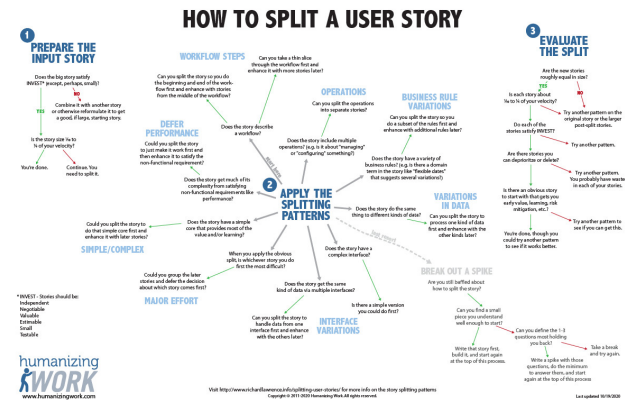 HOW TO SPLIT A USER STORY
1
PREPARE THE
INPUT STORY
Does the big story satisfy
INVEST* (except, perhaps, small)?
YES
NO
Combine it with another story
or otherwise reformulate it to get
a good, if large, starting story.
Is the story size 1/10 to
1/6 of your velocity?
You're done.
Continue. You
need to split it.
2
APPLY THE
SPLITTING
PATTERNS
start here
last resort
WORKFLOW STEPS
Can you split the story so you do
the beginning and end of the work-
flow first and enhance with stories
from the middle of the workflow?
Can you take a thin slice
through the workflow first and
enhance it with more stories later?
Does the story describe
a workflow?
OPERATIONS
Can you split the operations
into separate stories?
Does the story include multiple
operations? (e.g. is it about "managing"
or "configuring" something?)
BUSINESS RULE
VARIATIONS
Can you split the story so you
do a subset of the rules first and
enhance with additional rules later?
Does the story have a variety of
business rules? (e.g. is there a domain
term in the story like "flexible dates"
that suggests several variations?)
VARIATIONS
IN DATA
Can you split the story to
process one kind of data
first and enhance with the
other kinds later?
Does the story do the same
thing to different kinds of data?
DEFER
PERFORMANCE
Could you split the story
to just make it work first and
then enhance it to satisfy the
non-functional requirement?
Does the story get much of its
complexity from satisfying
non-functional requirements like
performance?
Could you split the story to
do that simple core first and
enhance it with later stories?
SIMPLE/COMPLEX
Does the story have a simple
core that provides most of the
value and/or learning?
Could you group the later
stories and defer the decision
about which story comes first?
MAJOR EFFORT
When you apply the obvious
split, is whichever story you do
first the most difficult?
Does the story get the same
kind of data via multiple interfaces?
Can you split the story to
handle data from one
interface first and enhance
with the others later?
INTERFACE
VARIATIONS
Does the story have a
complex interface?
Is there a simple version
you could do first?
BREAK OUT A SPIKE
Are you still baffled about
how to split the story?
Can you find a small
piece you understand
well enough to start?
Write that story first,
build it, and start again
at the top of this process.
Can you define the 1-3
questions most holding
you back?
Take a break
and try again.
Write a spike with those
questions, do the minimum
to answer them, and start
again at the top of this process
3
EVALUATE
THE SPLIT
Are the new stories
roughly equal in size?
YES
NO
Is each story about
1/10 to 1/6 of your velocity?
Try another pattern on the
original story or the larger
post-split stories.
Do each of the
stories satisfy INVEST?
Try another pattern.
Are there stories you
can deprioritize or delete?
Try another pattern.
You probably have waste
in each of your stories.
Is there an obvious story
to start with that gets you
early value, learning, risk
mitigation, etc.?
Try another pattern to
see if you can get this.
You're done, though you
could try another pattern
to see if it works better.
* INVEST - Stories should be:
Independent
Negotiable
Valuable
Estimable
Small
Testable
humanizing
WORK
www.humanizingwork.com
Visit http://www.richardlawrence.info/splitting-user-stories/ for more info on the story splitting patterns
Copyright © 2011-2020 Humanizing Work. All rights reserved.
Last updated 10/19/2020